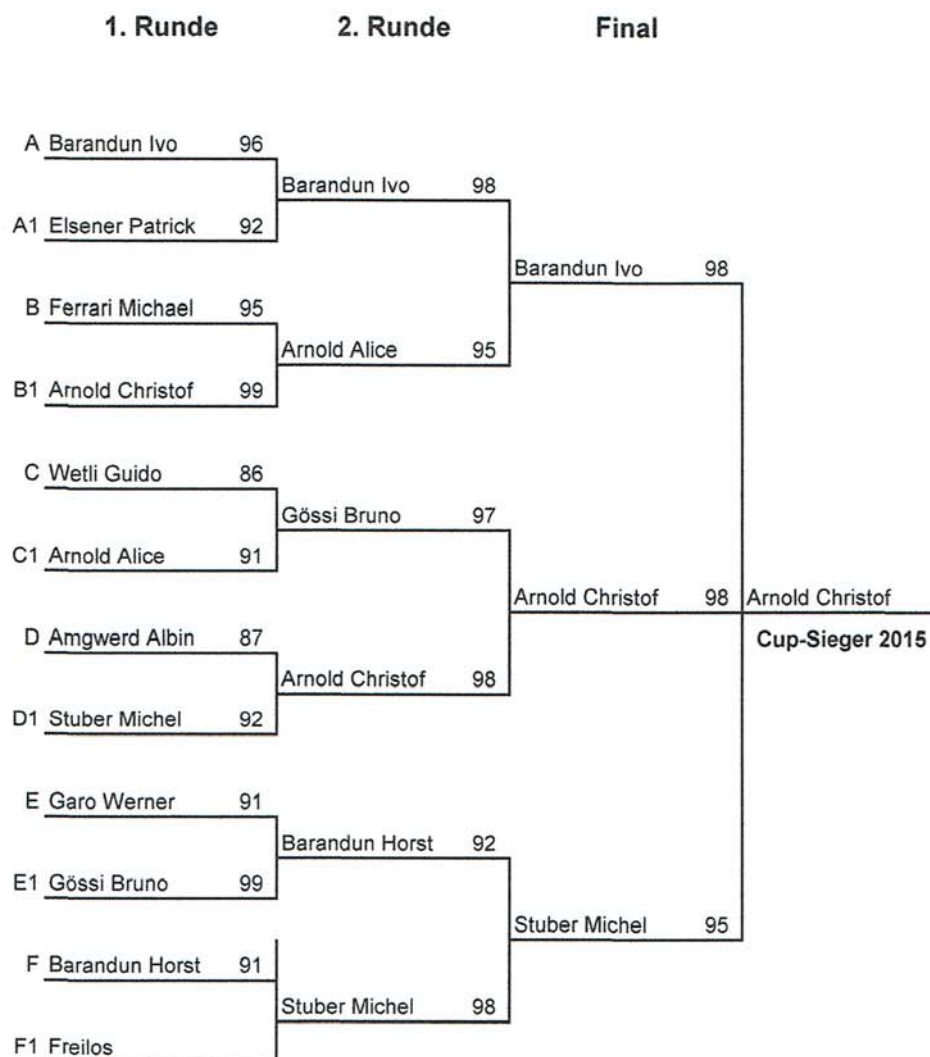 1. Runde 2. Runde Final
A Barandun Ivo 96
Barandun Ivo 98
A1 Elsener Patrick 92
Barandun Ivo 98
B Ferrari Michael 95
Arnold Alice 95
B1 Arnold Christof 99
C Wetli Guido 86
Gössi Bruno 97
C1 Arnold Alice 91
Arnold Christof 98 Arnold Christof
D Amgwerd Albin 87
Cup-Sieger 2015
Arnold Christof 98
D1 Stuber Michel 92
E Garo Werner 91
Barandun Horst 92
E1 Gössi Bruno 99
Stuber Michel 95
F Barandun Horst 91
Stuber Michel 98
F1 Freilos